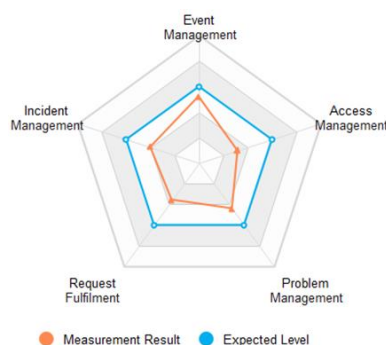 Event
Management
Incident
Management
Access
Management
Request
Fulfilment
Problem
Management
Measurement Result
Expected Level